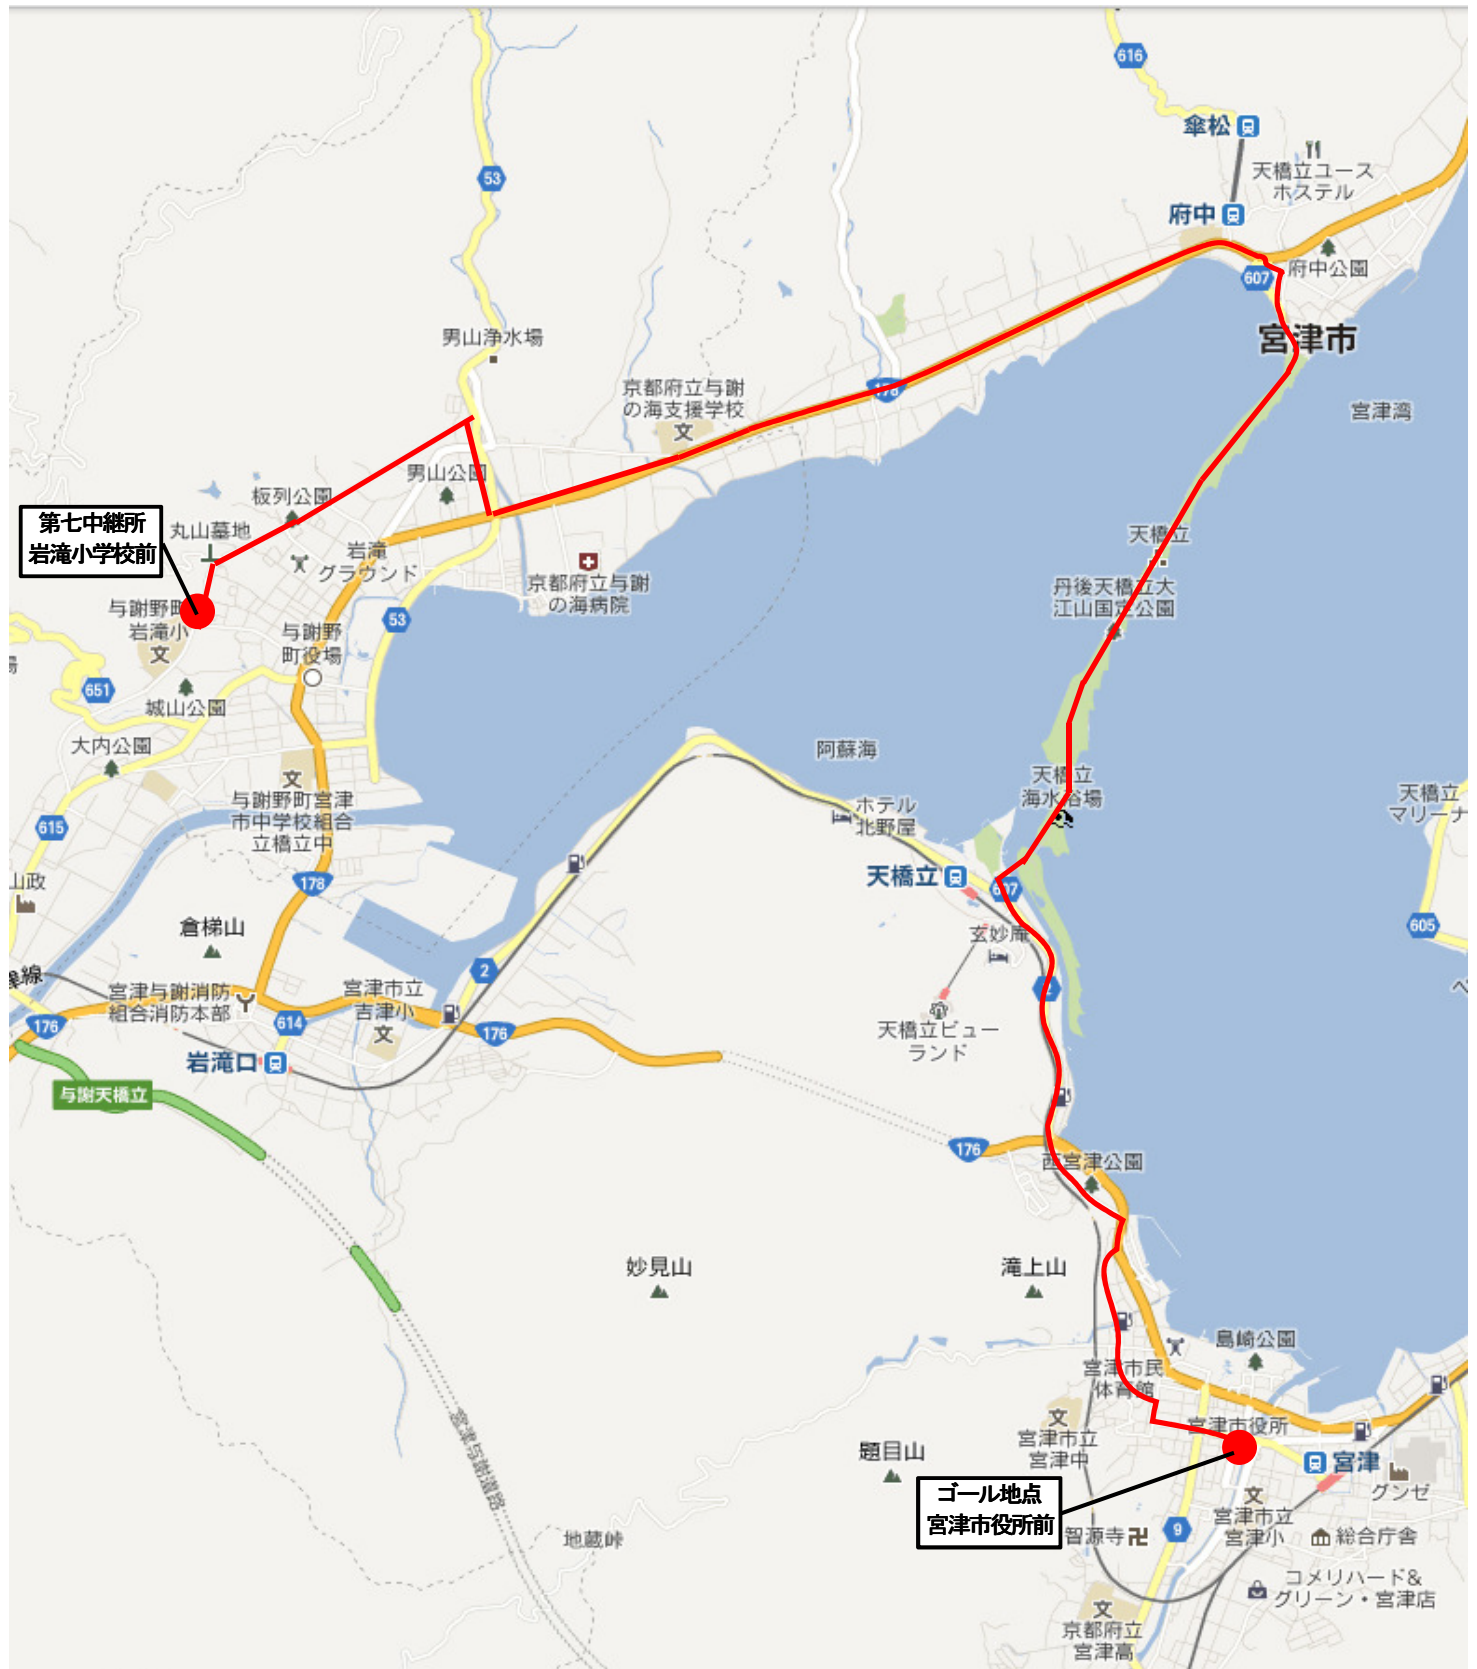 616
傘松
天橋立ユース
ホステル
53
府中
府中公園
607
宮津市
男山浄水場
京都府立与謝
の海支援学校
178
宮津湾
男山公園
板列公園
第七中継所
岩滝小学校前
丸山墓地
岩滝
グラウンド
天橋立
京都府立与謝
の海病院
丹後天橋立大
江山国定公園
与謝野町
岩滝小
53
与謝野
町役場
651
城山公園
大内公園
阿蘇海
天橋立
海水浴場
与謝野町宮津
市中学校組合
立橋立中
ホテル
北野屋
天橋立
マリーナ
615
天橋立
607
178
山政
605
倉梯山
玄妙庵
2
2
宮津与謝消防
組合消防本部
宮津市立
吉津小
176
614
176
天橋立ビュー
ランド
岩滝口
与謝天橋立
176
西宮津公園
妙見山
滝上山
島崎公園
宮津市民
体育館
宮津市役所
宮津市立
宮津中
宮津与謝道路
題目山
宮津
グンゼ
ゴール地点
宮津市役所前
宮津市立
宮津小
智源寺
9
総合庁舎
地蔵峠
コメリハード&
グリーン・宮津店
京都府立
宮津高